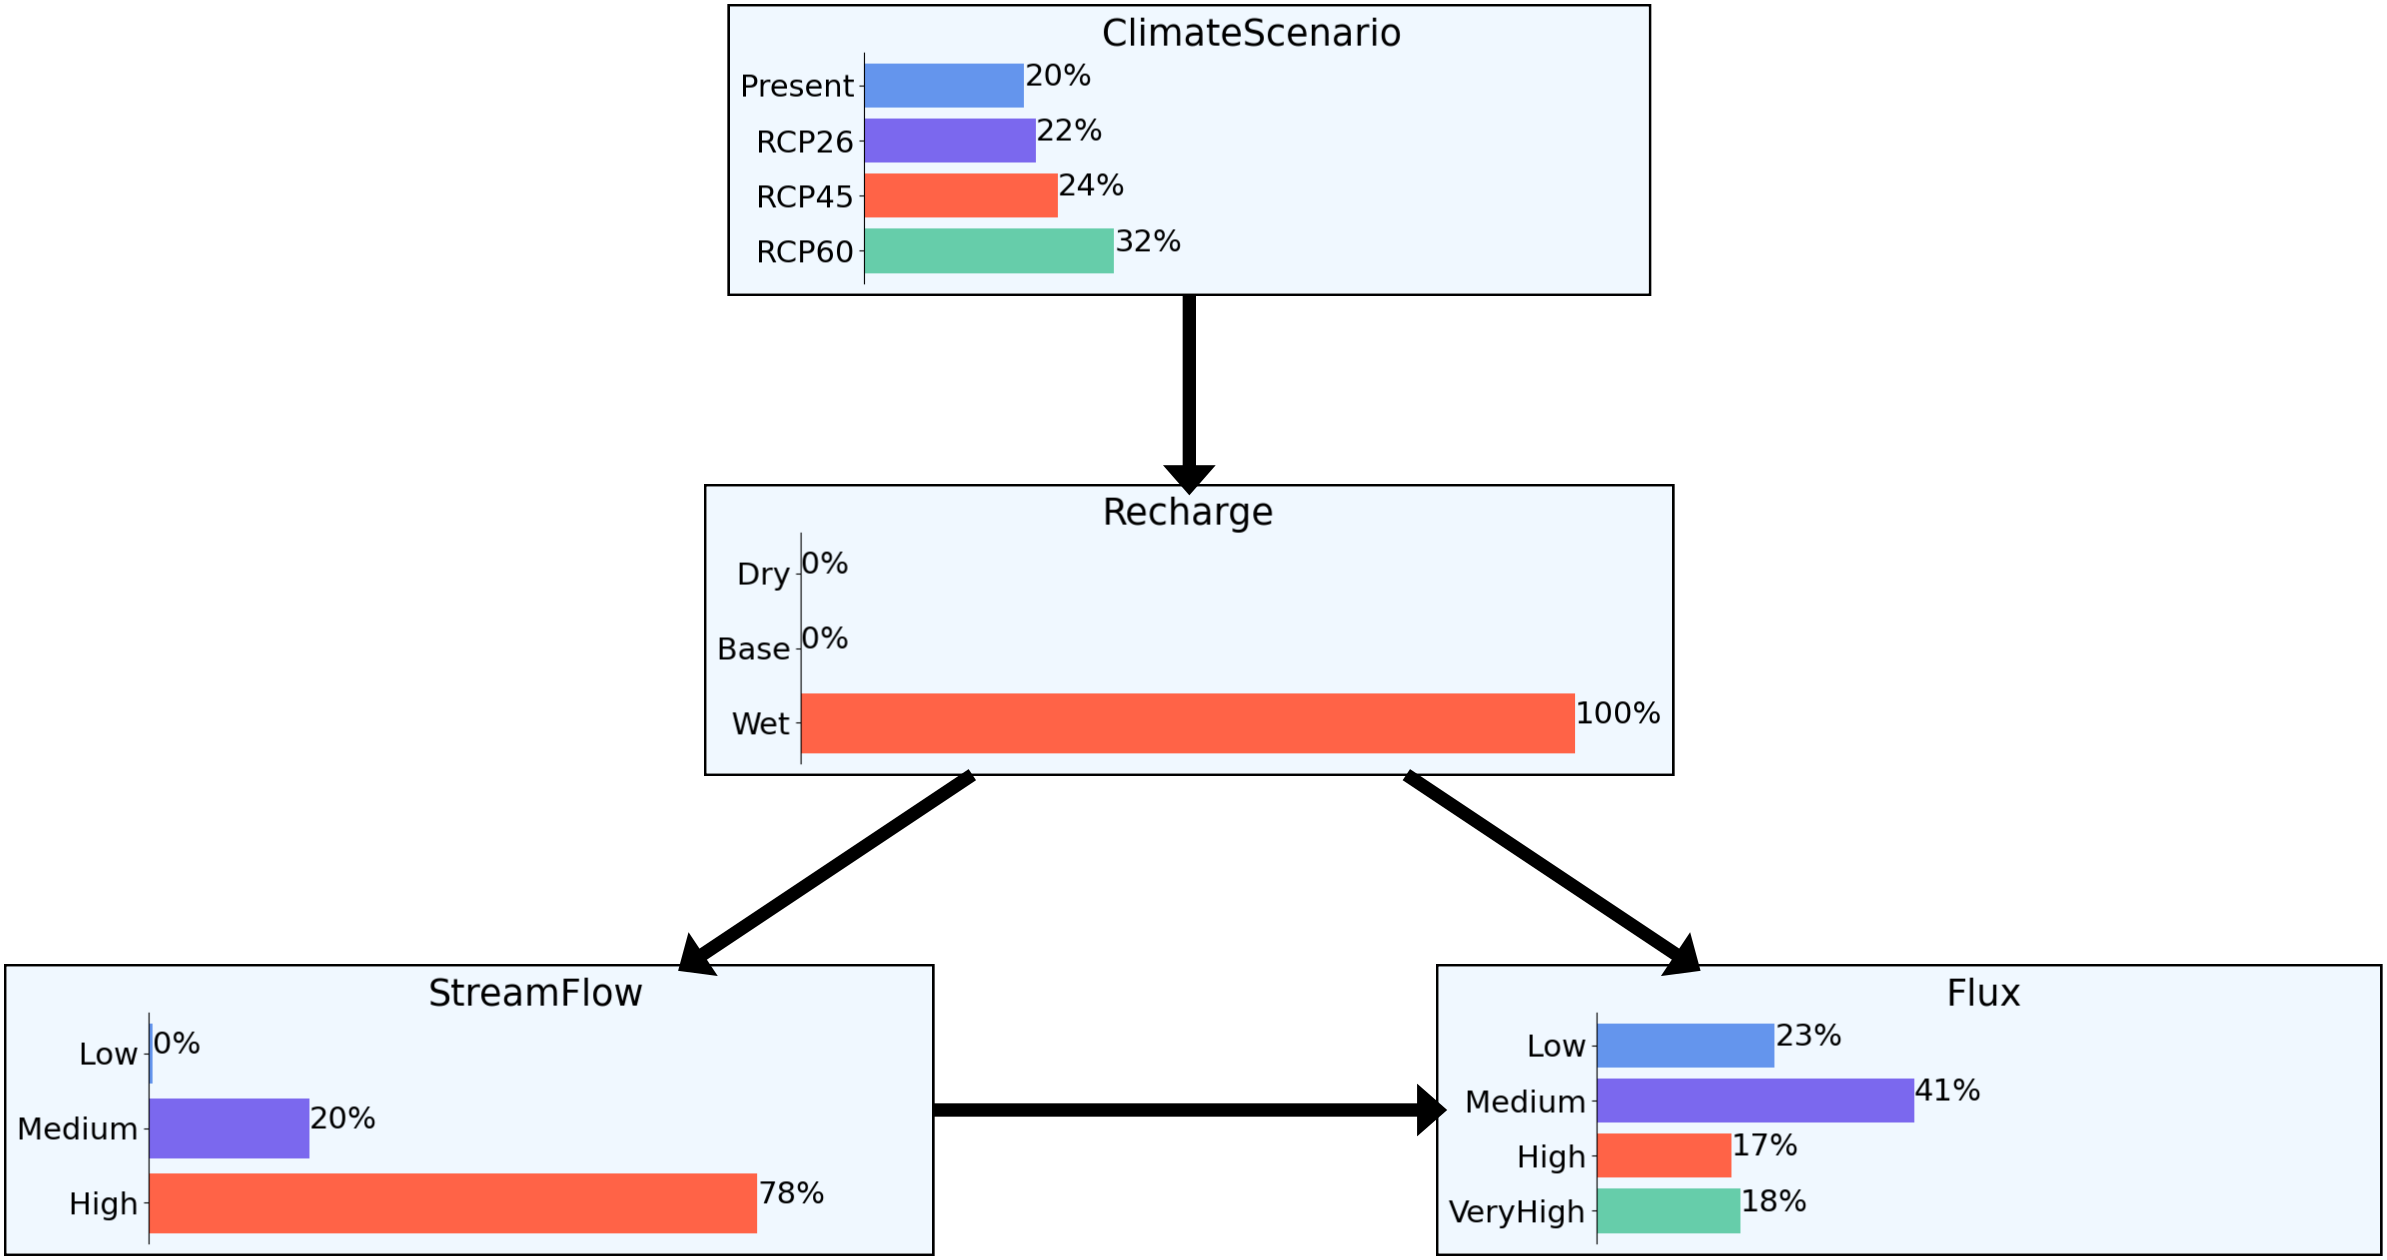 ClimateScenario
Present 20%
RCP26 22%
RCP45 24%
RCP60 32%
Recharge
Dry 0%
Base 0%
Wet 100%
StreamFlow
Low 0%
Medium 20%
High 78%
Flux
Low 23%
Medium 41%
High 17%
VeryHigh 18%